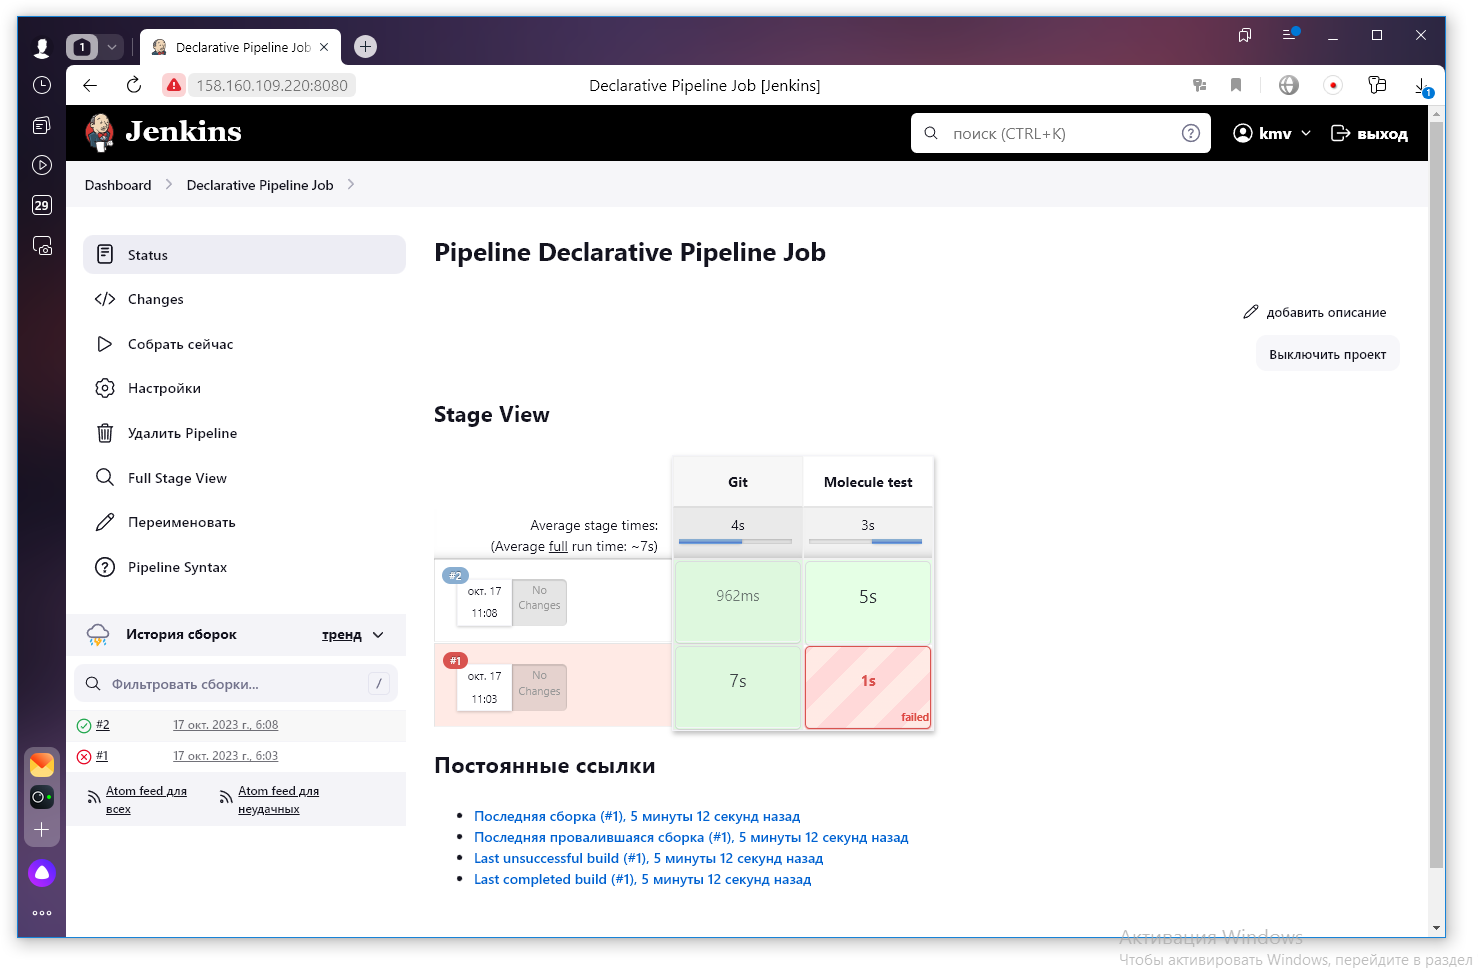 1
Declarative Pipeline Job
158.160.109.220:8080
Declarative Pipeline Job [Jenkins]
1
29
Jenkins
поиск (CTRL+K)
kmv
выход
Dashboard
Declarative Pipeline Job
Status
Changes
Собрать сейчас
Настройки
Удалить Pipeline
Full Stage View
Переименовать
Pipeline Syntax
История сборок
тренд
Фильтровать сборки...
/
#2
17 окт. 2023 г., 6:08
#1
17 окт. 2023 г., 6:03
Atom feed для
всех
Atom feed для
неудачных
Pipeline Declarative Pipeline Job
добавить описание
Выключить проект
Stage View
Git
Molecule test
Average stage times:
(Average full run time: ~7s)
4s
3s
#2
окт. 17
11:08
No
Changes
962ms
5s
#1
окт. 17
11:03
No
Changes
7s
1s
failed
Постоянные ссылки
Последняя сборка (#1), 5 минуты 12 секунд назад
Последняя провалившаяся сборка (#1), 5 минуты 12 секунд назад
Last unsuccessful build (#1), 5 минуты 12 секунд назад
Last completed build (#1), 5 минуты 12 секунд назад
Активация Windows
Чтобы активировать Windows, перейдите в раздел